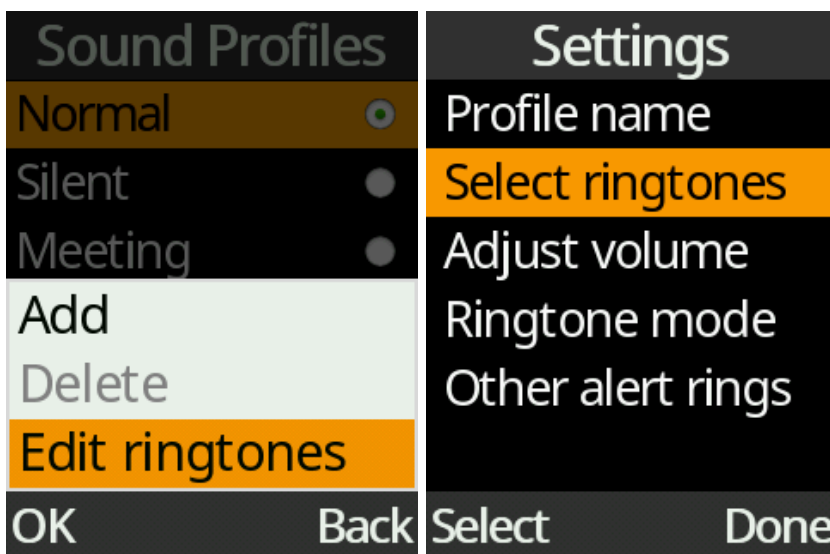 Sound Profiles
Normal
Silent
Meeting
Add
Delete
Edit ringtones
OK Back
Settings
Profile name
Select ringtones
Adjust volume
Ringtone mode
Other alert rings
Select Done